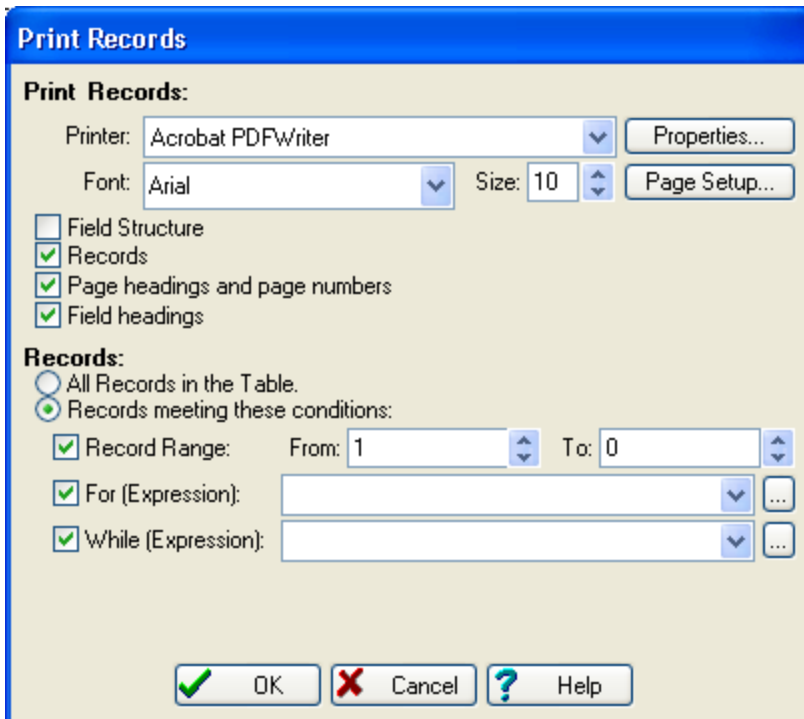 Print Records
Print Records:
Printer: Acrobat PDFWriter Properties...
Font: Arial Size: 10 Page Setup...
Field Structure
Records
Page headings and page numbers
Field headings
Records:
All Records in the Table.
Records meeting these conditions:
Record Range: From: 1 To: 0
For (Expression): ...
While (Expression): ...
OK Cancel ? Help